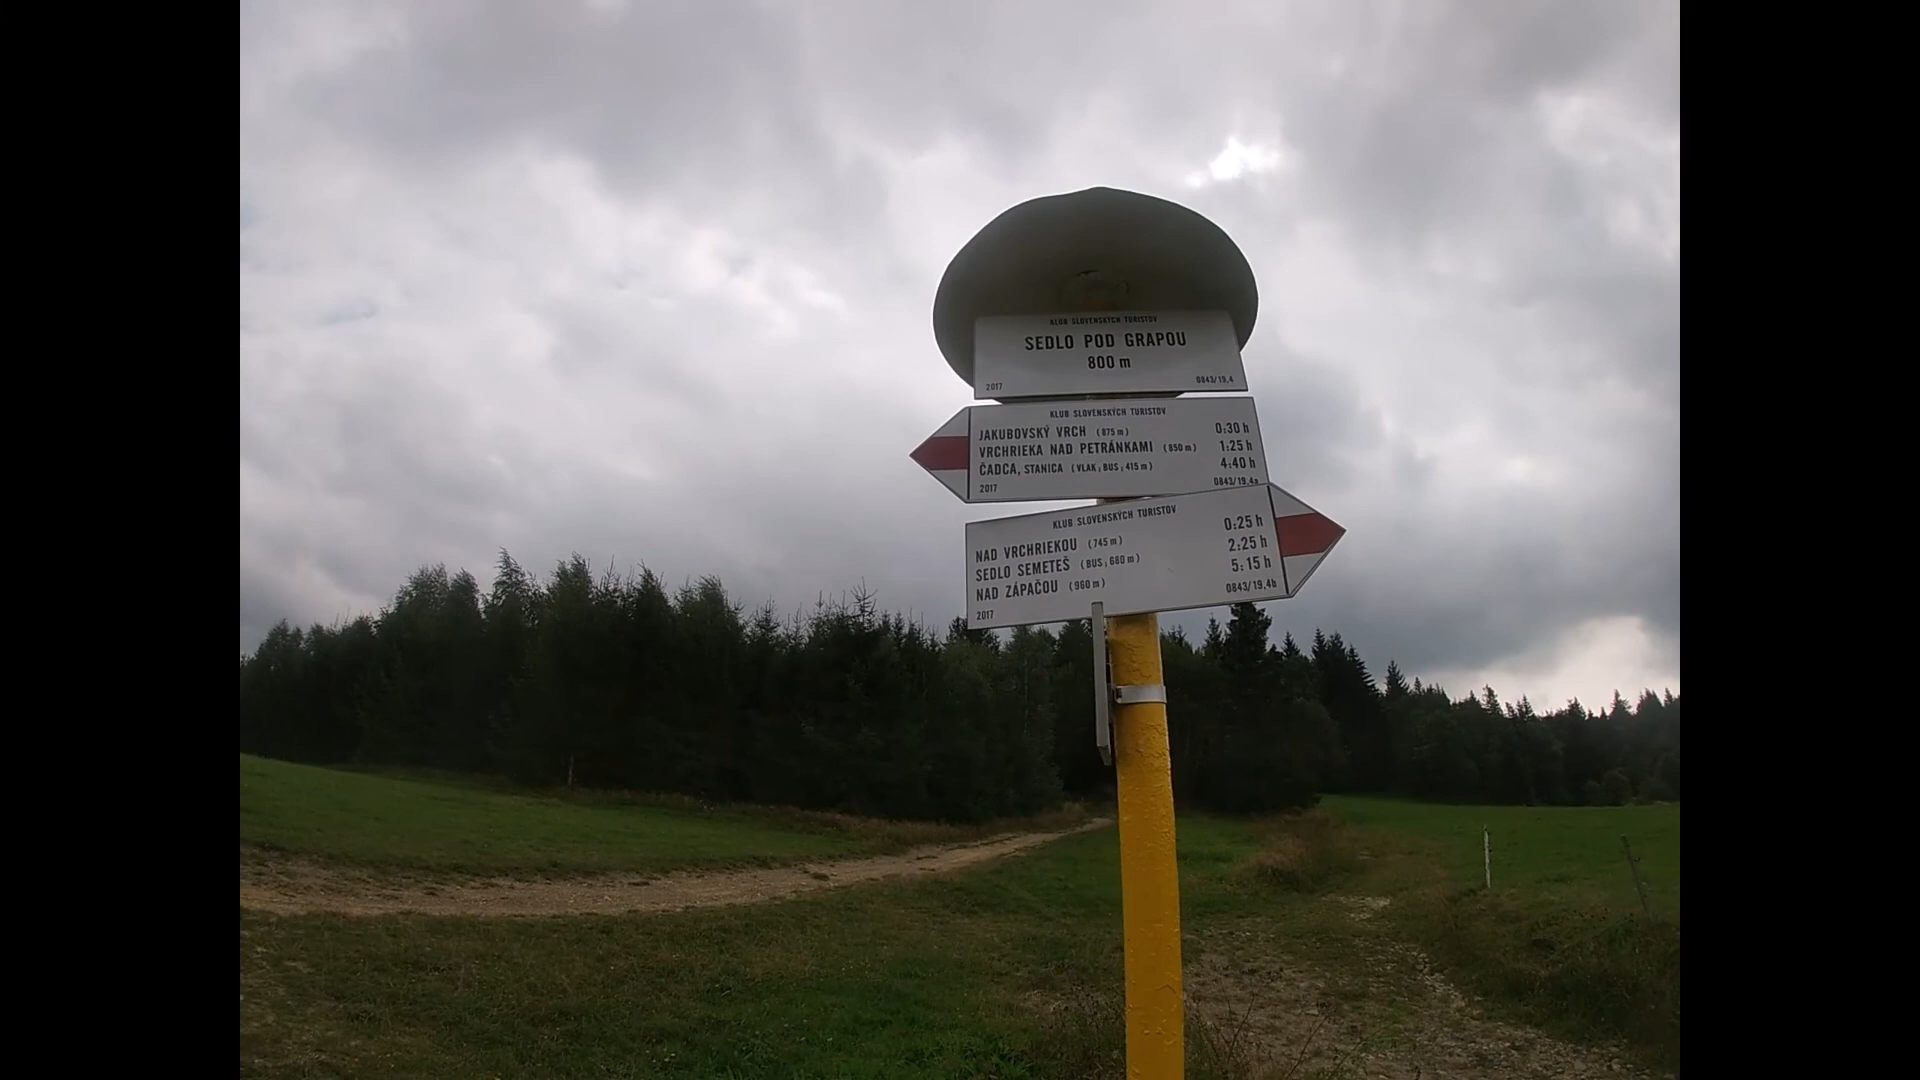 KLUB SLOVENSKÝCH TURISTOV
SEDLO POD GRAPOU
800 m
2017 0843/19,4
KLUB SLOVENSKÝCH TURISTOV
JAKUBOVSKÝ VRCH (875 m) 0:30 h
VRCHRIEKA NAD PETRÁNKAMI (850 m) 1:25 h
ČADCA, STANICA (VLAK; BUS; 415 m) 4:40 h
2017 0843/19,4a
KLUB SLOVENSKÝCH TURISTOV
NAD VRCHRIEKOU (745 m) 0:25 h
SEDLO SEMETEŠ (BUS; 680 m) 2:25 h
NAD ZÁPAČOU (960 m) 5:15 h
2017 0843/19,4b